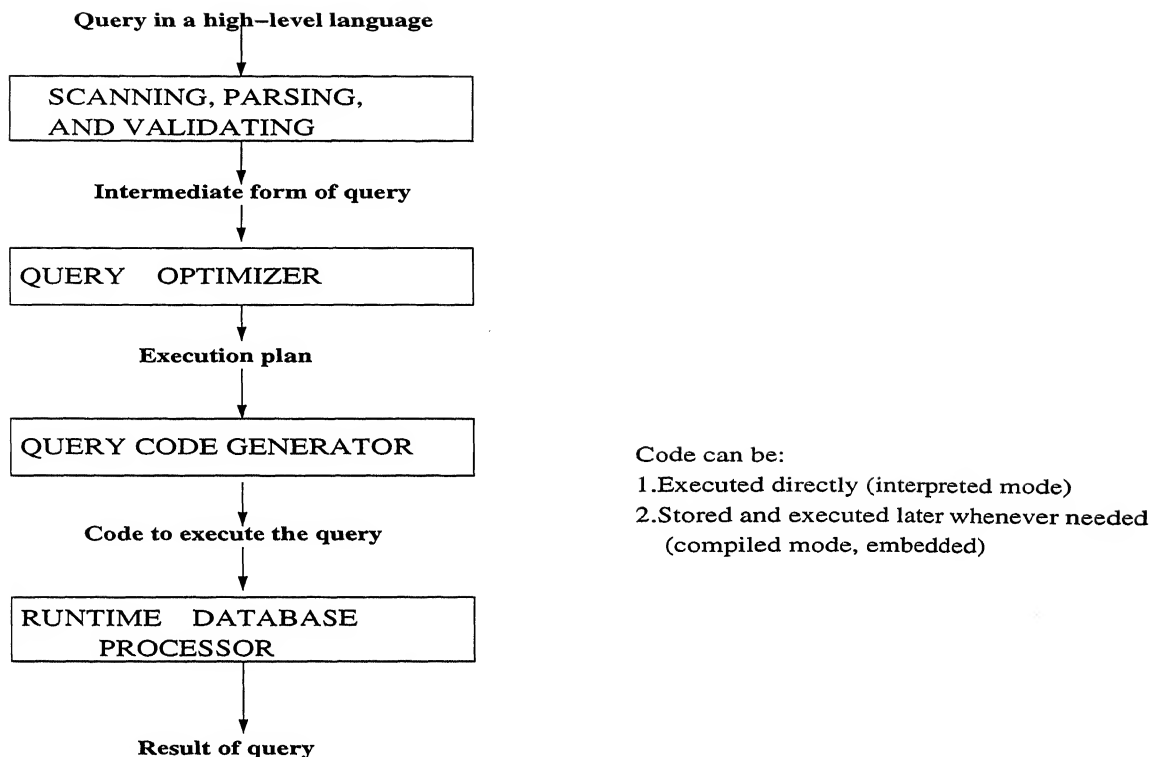 Query in a high–level language
SCANNING, PARSING,
AND VALIDATING
Intermediate form of query
QUERY OPTIMIZER
Execution plan
QUERY CODE GENERATOR
Code can be:
1.Executed directly (interpreted mode)
2.Stored and executed later whenever needed
(compiled mode, embedded)
Code to execute the query
RUNTIME DATABASE
PROCESSOR
Result of query